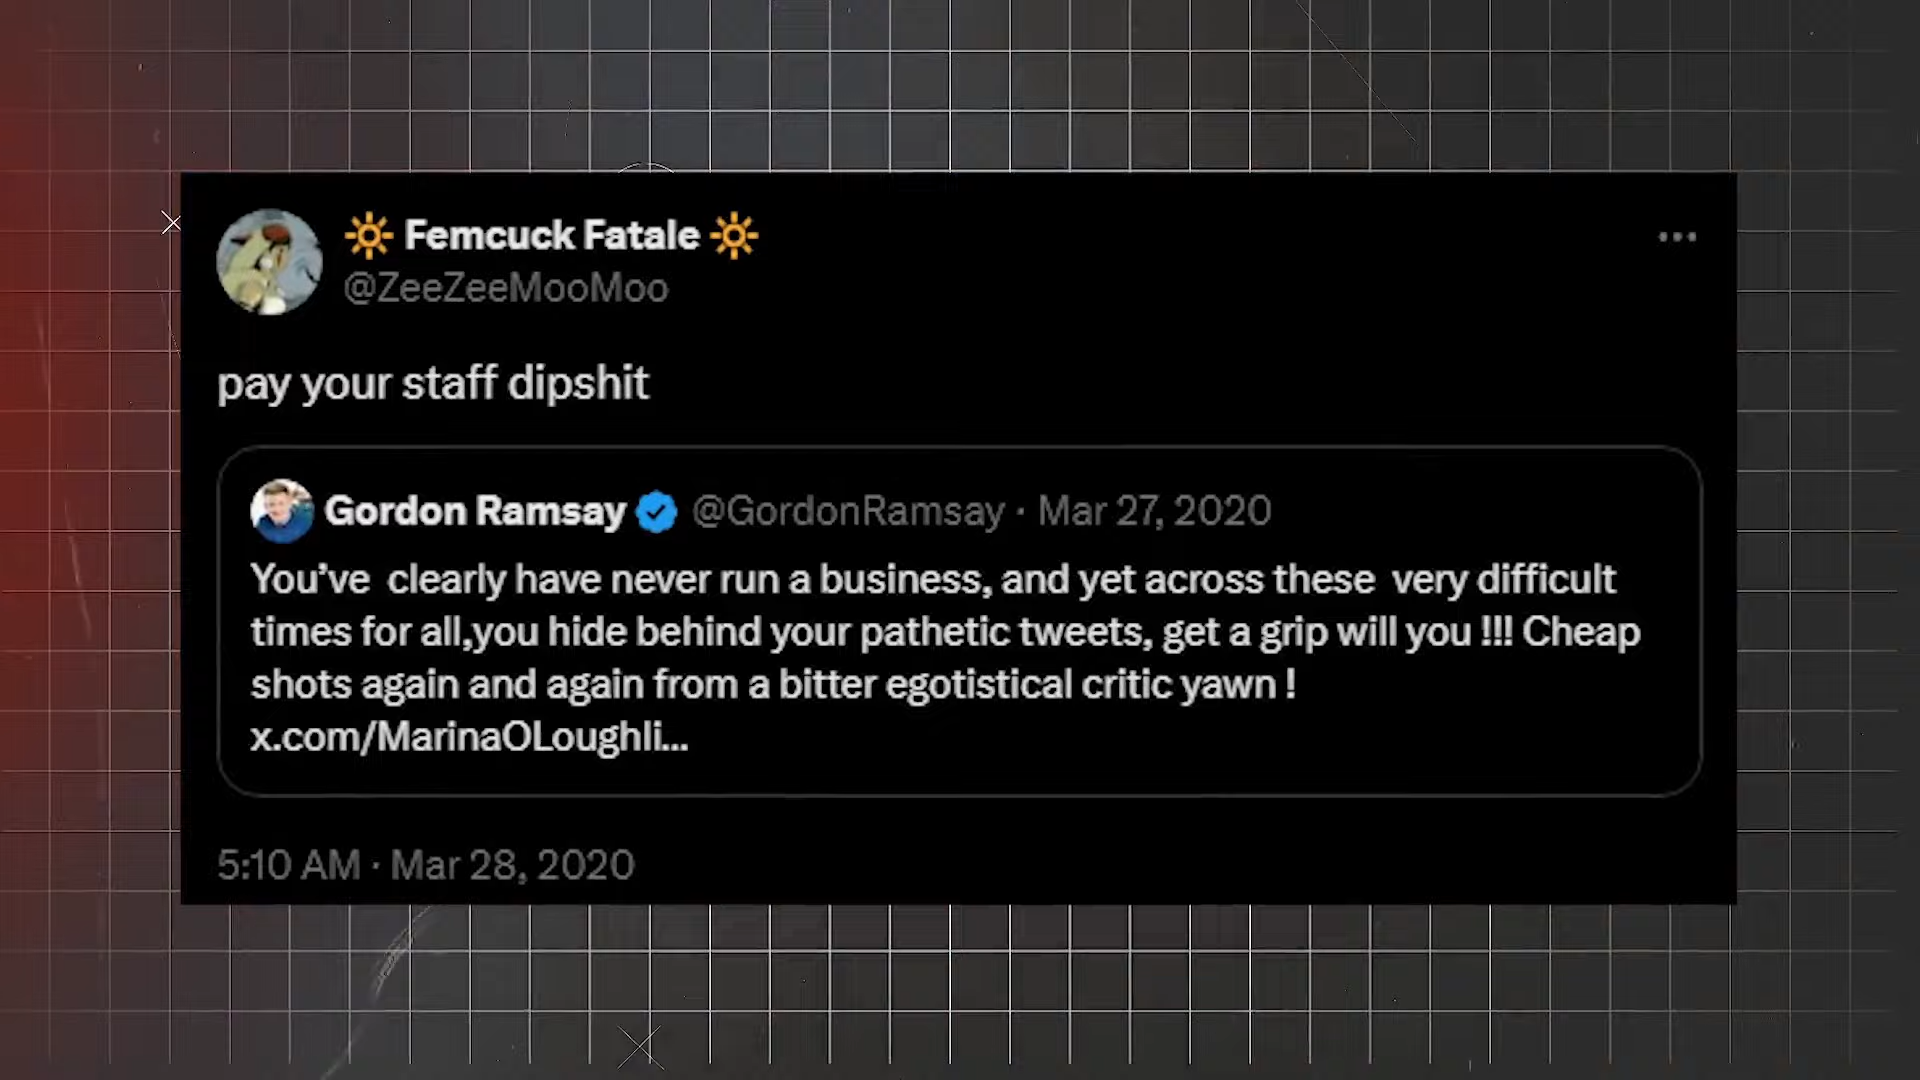 🔆 Femcuck Fatale 🔆
@ZeeZeeMooMoo
pay your staff dipshit
Gordon Ramsay @GordonRamsay · Mar 27, 2020
You’ve  clearly have never run a business, and yet across these  very difficult
times for all,you hide behind your pathetic tweets, get a grip will you !!! Cheap
shots again and again from a bitter egotistical critic yawn !
x.com/MarinaOLoughli...
5:10 AM · Mar 28, 2020